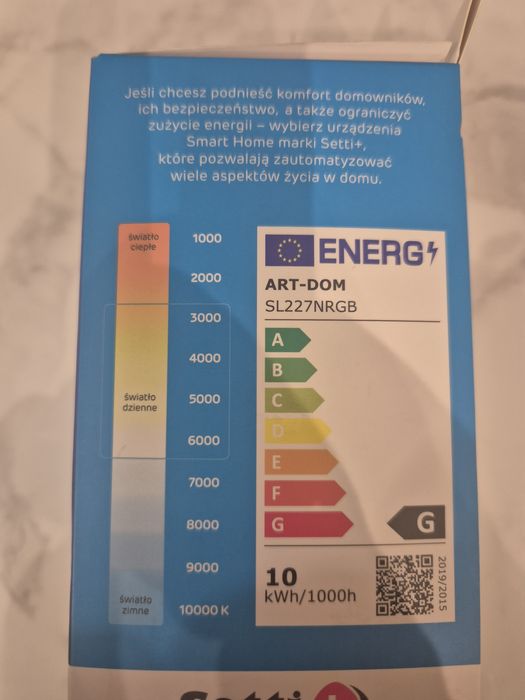 Jeśli chcesz podnieść komfort domowników,
ich bezpieczeństwo, a także ograniczyć
zużycie energii – wybierz urządzenia
Smart Home marki Setti+,
które pozwalają zautomatyzować
wiele aspektów życia w domu.
światło
ciepłe
1000
2000
3000
4000
światło
dzienne
5000
6000
7000
8000
9000
światło
zimne
10000 K
ENERG
ART-DOM
SL227NRGB
A
B
C
D
E
F
G
G
10
kWh/1000h
2019/2015
Setti+